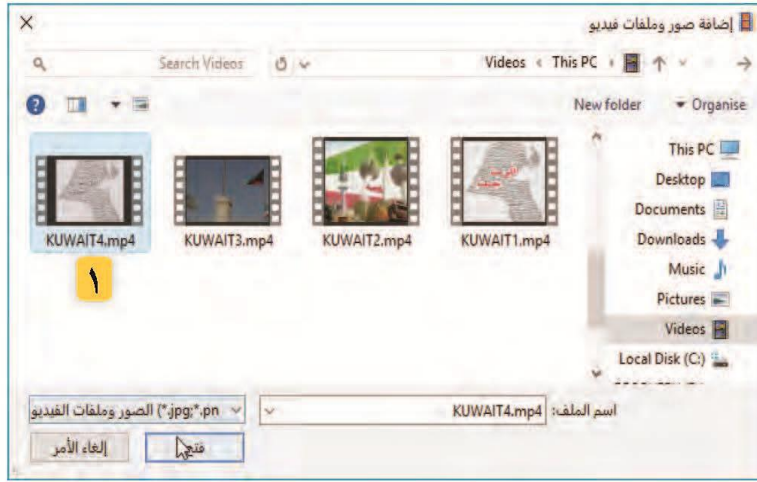 إضافة صور وملفات فيديو
This PC › Videos
Search Videos
Organise
New folder
This PC
Desktop
Documents
Downloads
Music
Pictures
Videos
Local Disk (C:)
KUWAIT1.mp4
KUWAIT2.mp4
KUWAIT3.mp4
KUWAIT4.mp4
١
اسم الملف: KUWAIT4.mp4
الصور وملفات الفيديو (*.jpg;*.pn
فتح
إلغاء الأمر